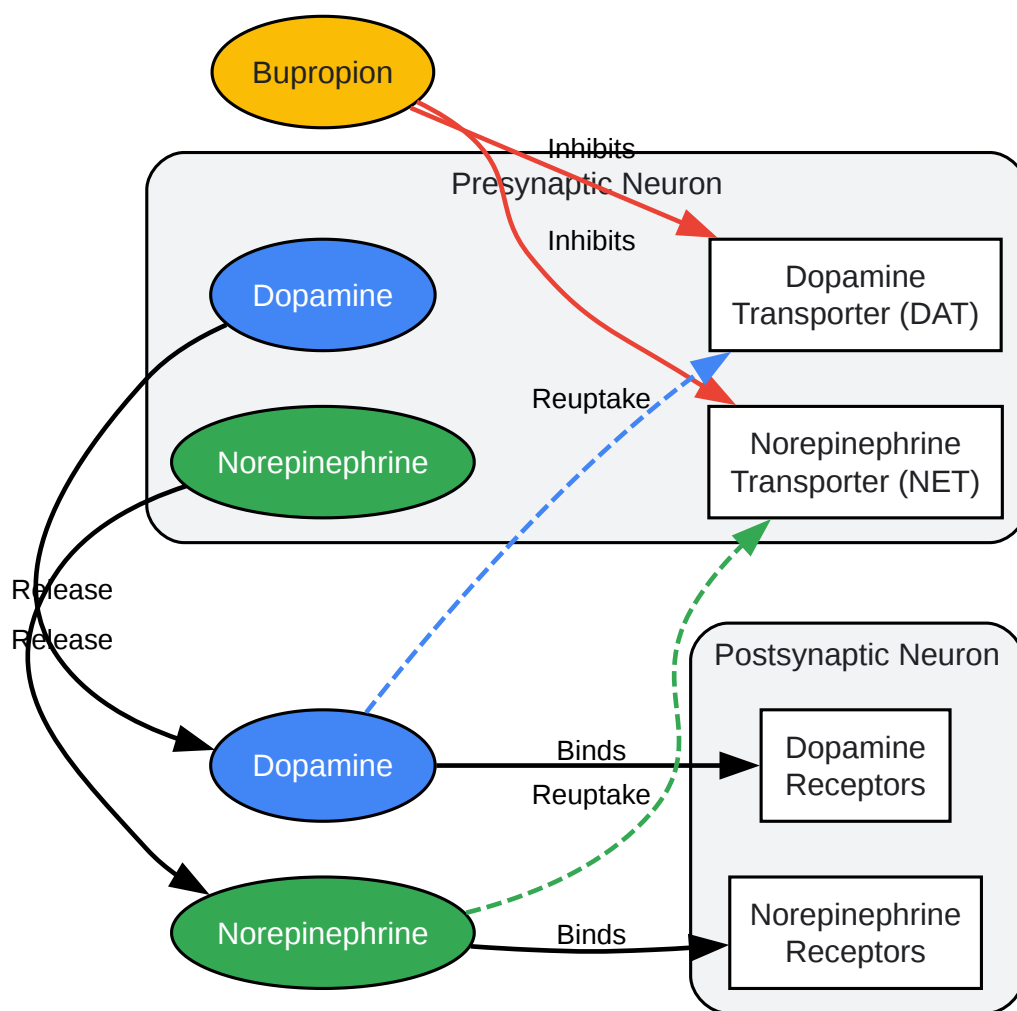 Bupropion
Inhibits
Presynaptic Neuron
Inhibits
Dopamine
Dopamine
Transporter (DAT)
Reuptake
Norepinephrine
Norepinephrine
Transporter (NET)
Release
Release
Postsynaptic Neuron
Dopamine
Binds
Dopamine
Receptors
Reuptake
Norepinephrine
Binds
Norepinephrine
Receptors